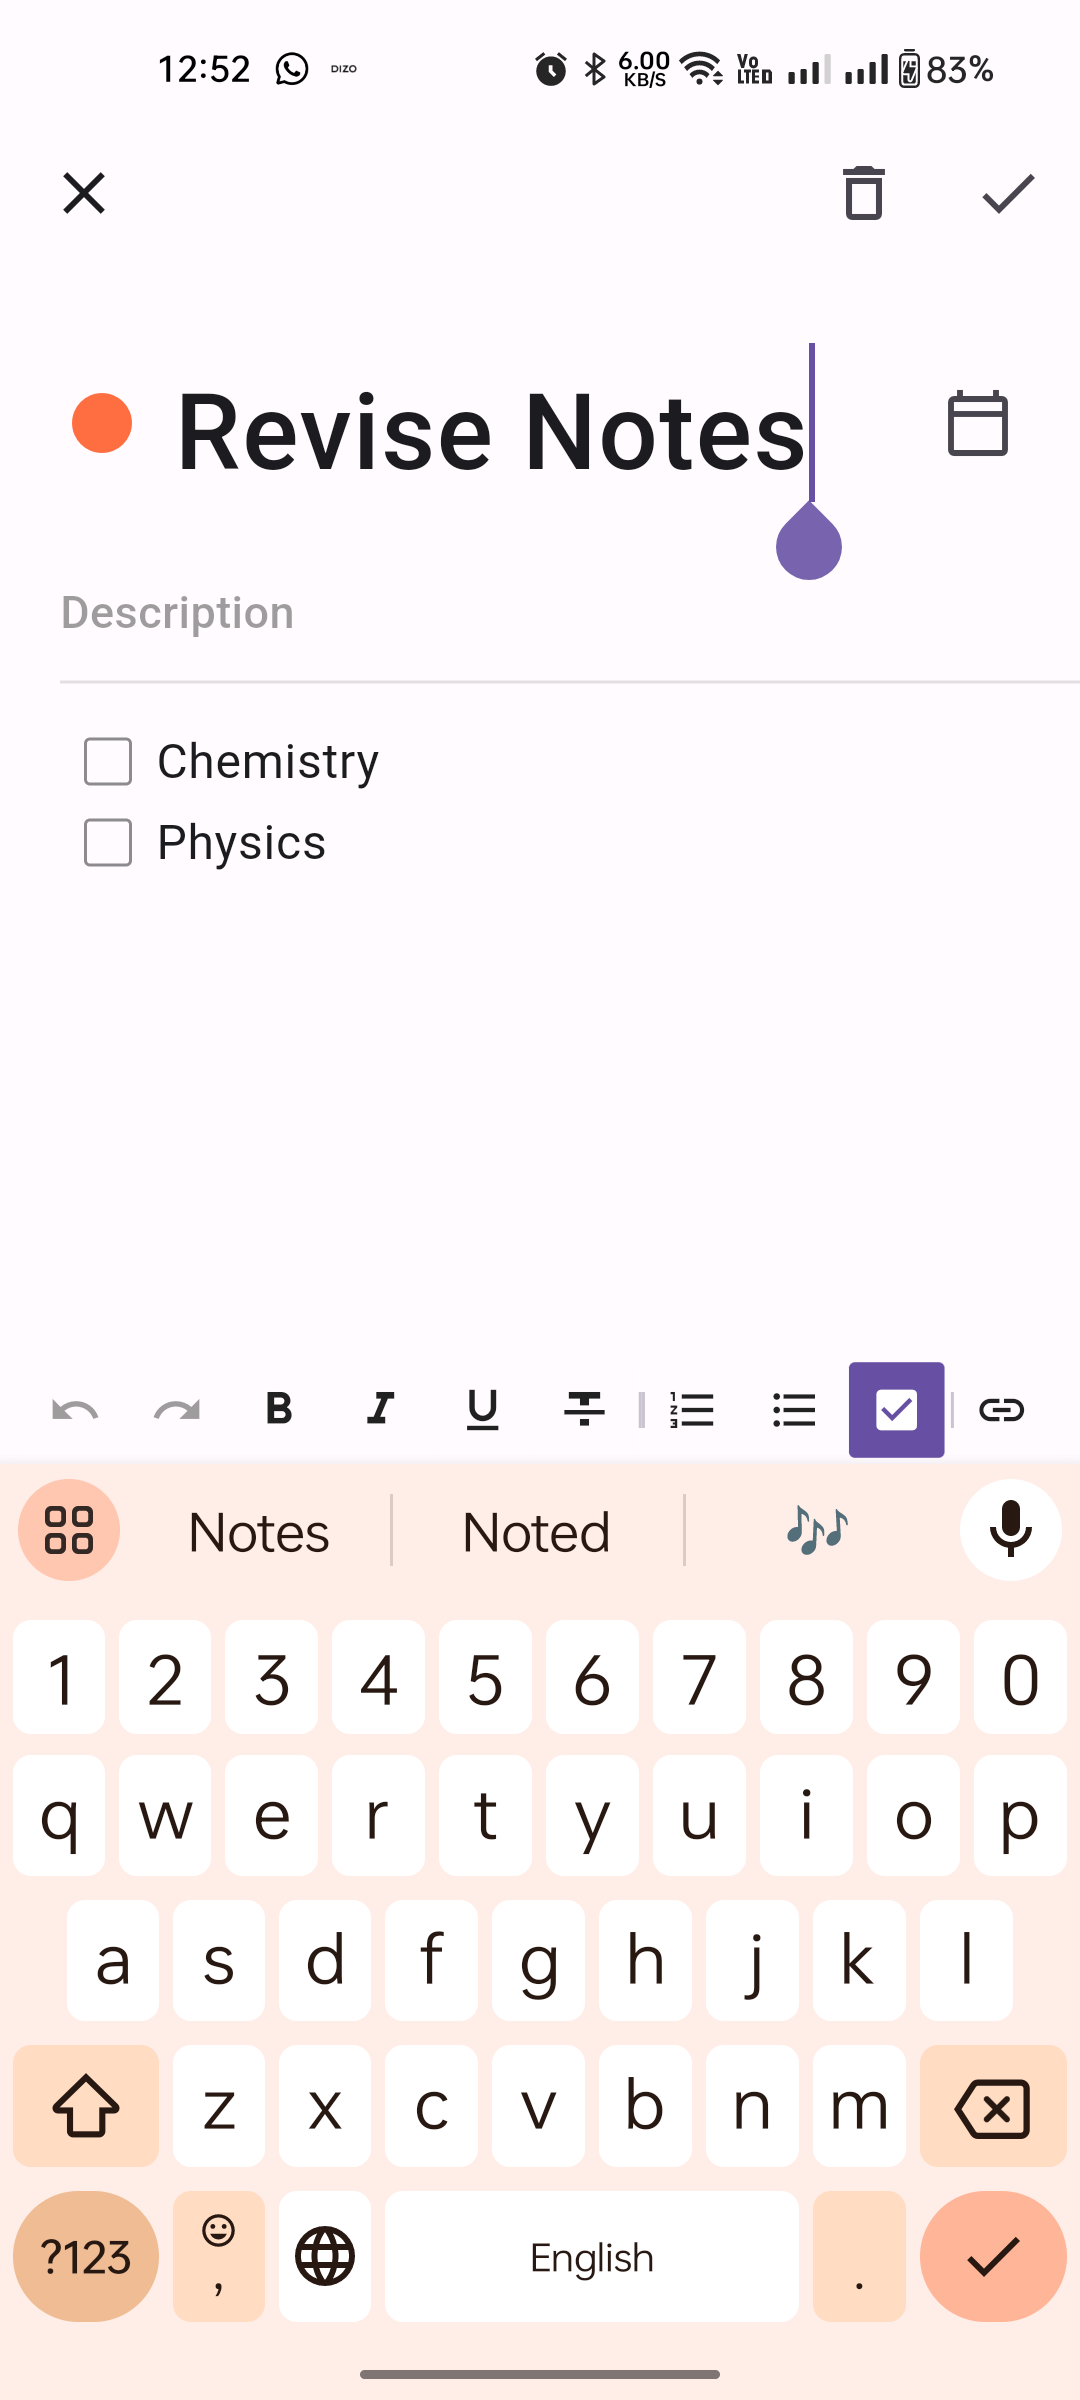 12:52 DIZO 6.00 KB/S Vo LTE D 83%
Revise Notes
Description
Chemistry
Physics
B I U S
Notes Noted
1 2 3 4 5 6 7 8 9 0
q w e r t y u i o p
a s d f g h j k l
z x c v b n m
?123 , English .